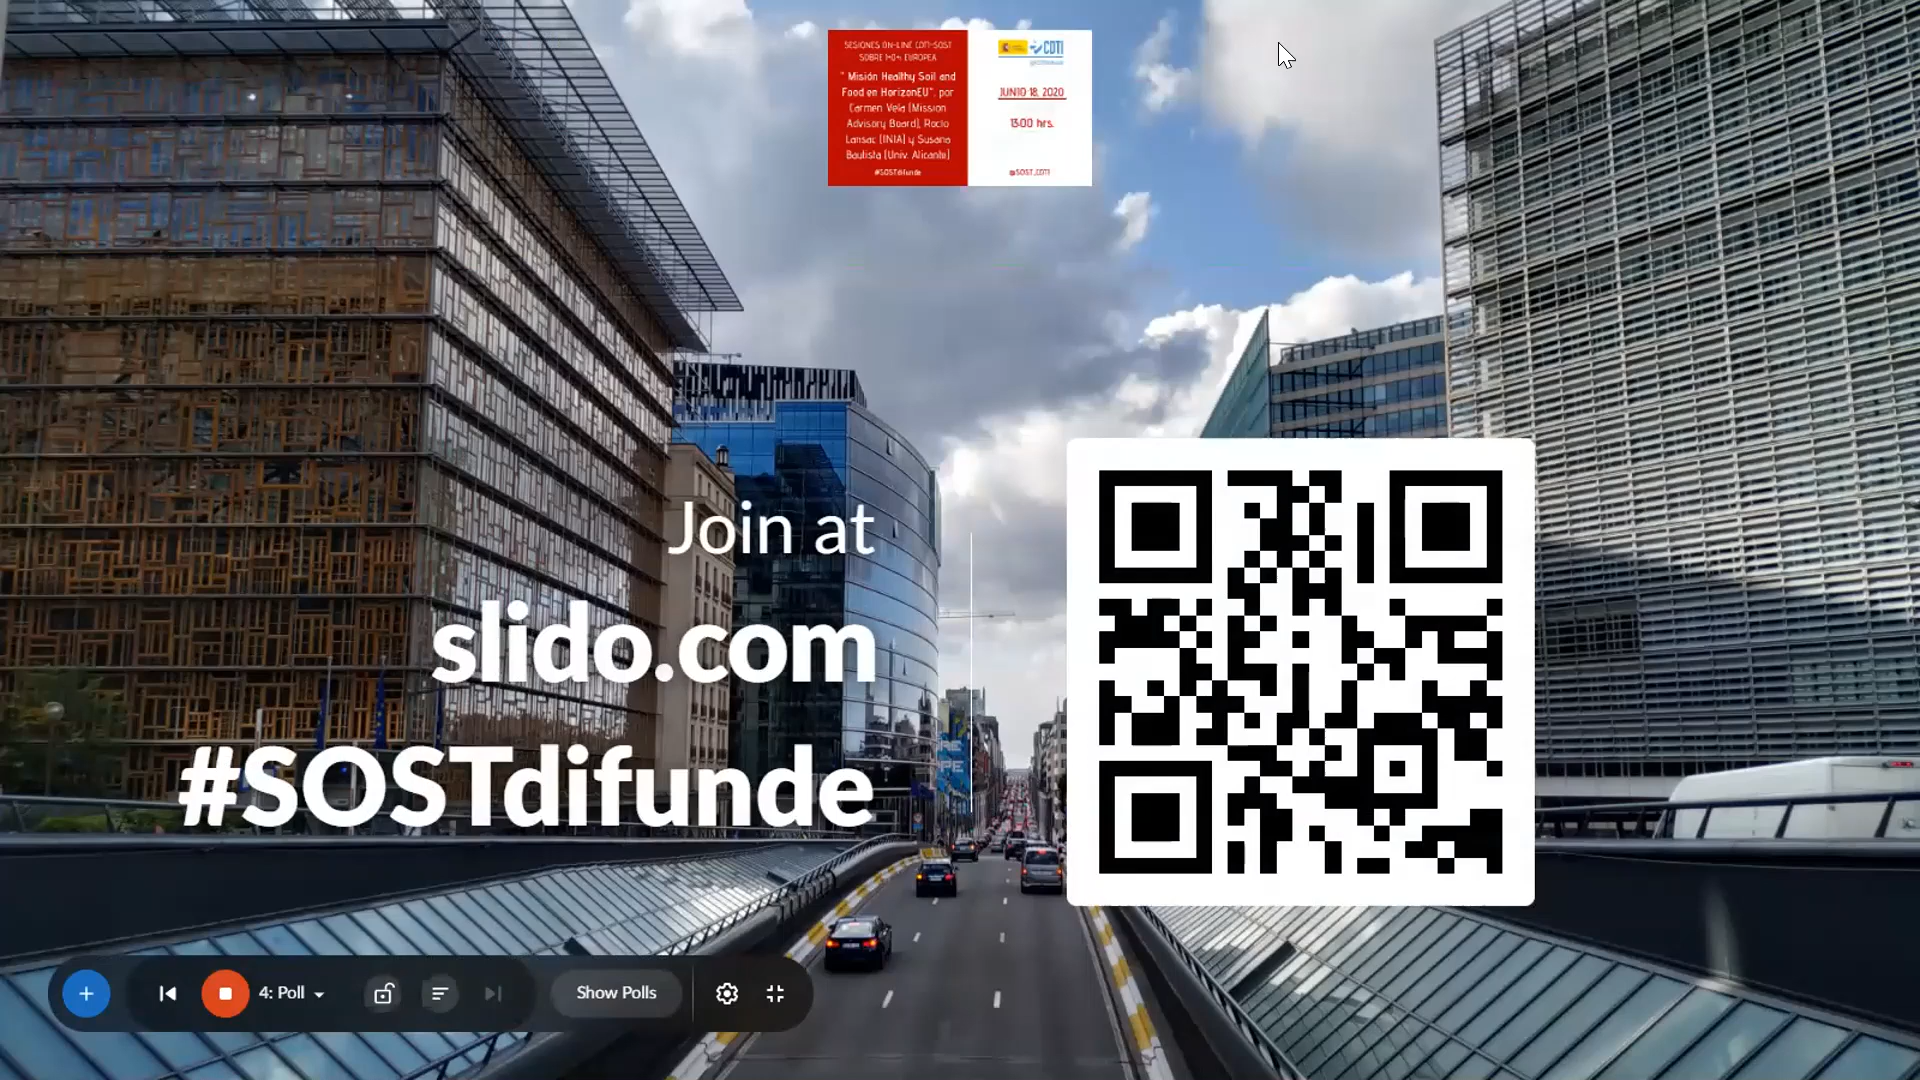 SESIONES ON-LINE CDTI-SOST
SOBRE HOR EUROPEA
" Misión Healthy Soil and
Food en HorizonEU". por
Carmen Vela (Mission
Advisory Board), Rocío
Lansac (INIA) y Susana
Bautista (Univ. Alicante)
#SOSTdifunde
CDTI
JUNIO 18, 2020
13:00 hrs.
@SOST_CDTI
Join at
slido.com
#SOSTdifunde
4: Poll
Show Polls